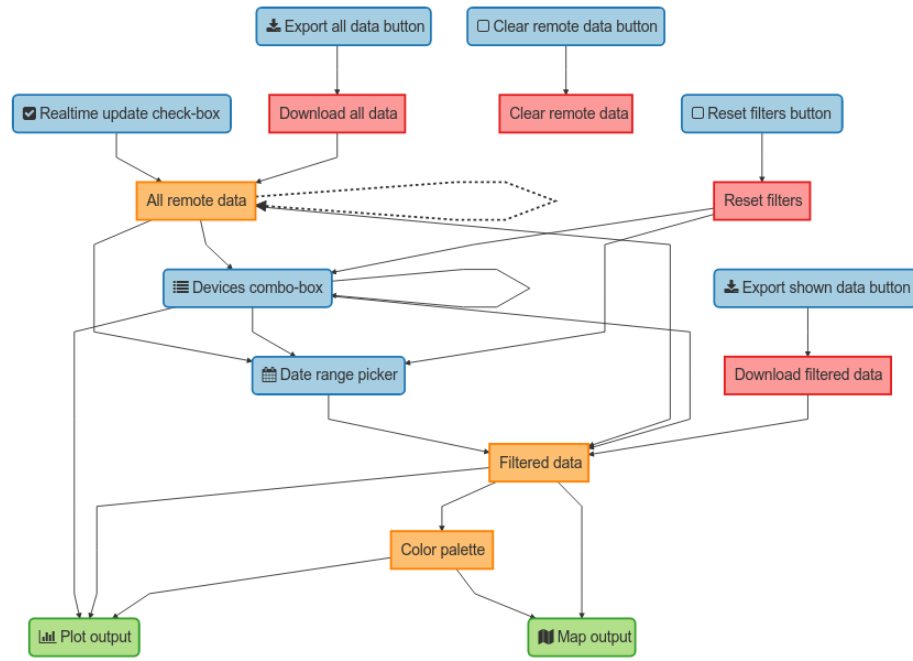 Export all data button
Clear remote data button
Realtime update check-box
Download all data
Clear remote data
Reset filters button
All remote data
Reset filters
Devices combo-box
Export shown data button
Date range picker
Download filtered data
Filtered data
Color palette
Plot output
Map output